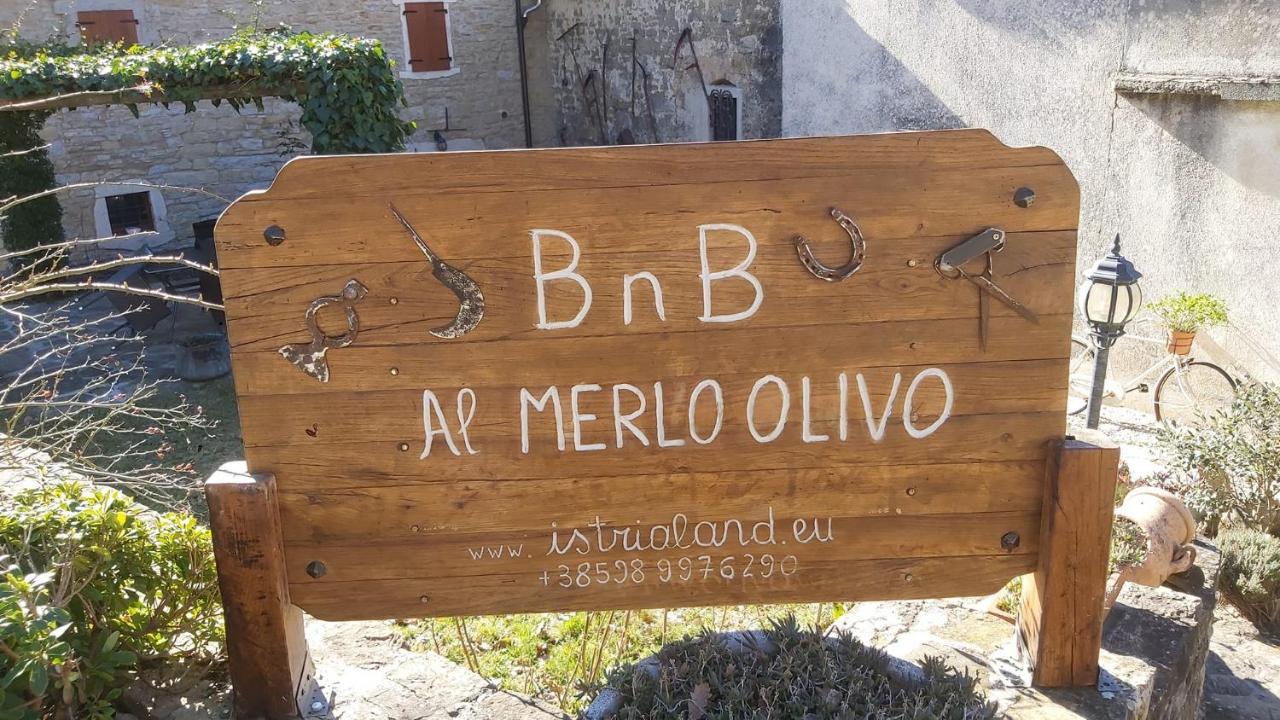 BnB
Al MERLO OLIVO
www. istrialand.eu
+38598 9976290